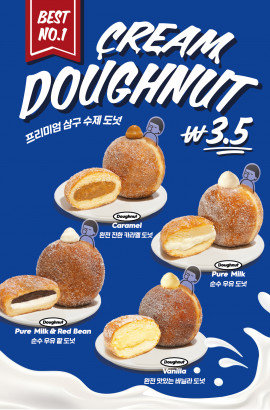 BEST
NO.1
CREAM
DOUGHNUT
프리미엄 삼구 수제 도넛
₩3.5
Doughnut
Caramel
완전 진한 카라멜 도넛
Doughnut
Pure Milk
순수 우유 도넛
Doughnut
Pure Milk & Red Bean
순수 우유 팥 도넛
Doughnut
Vanilla
완전 맛있는 바닐라 도넛